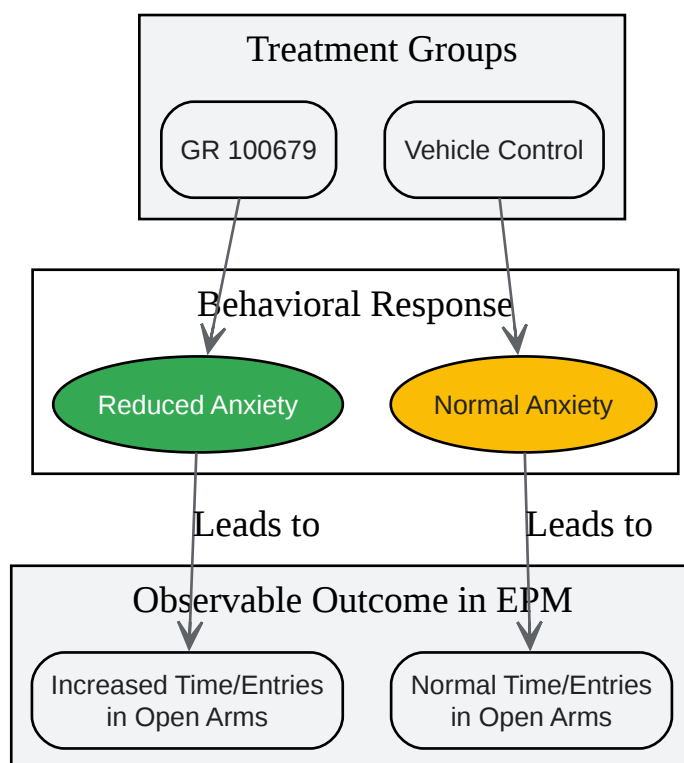 Treatment Groups
GR 100679
Vehicle Control
Behavioral Response
Reduced Anxiety
Normal Anxiety
Leads to
Leads to
Observable Outcome in EPM
Increased Time/Entries
in Open Arms
Normal Time/Entries
in Open Arms